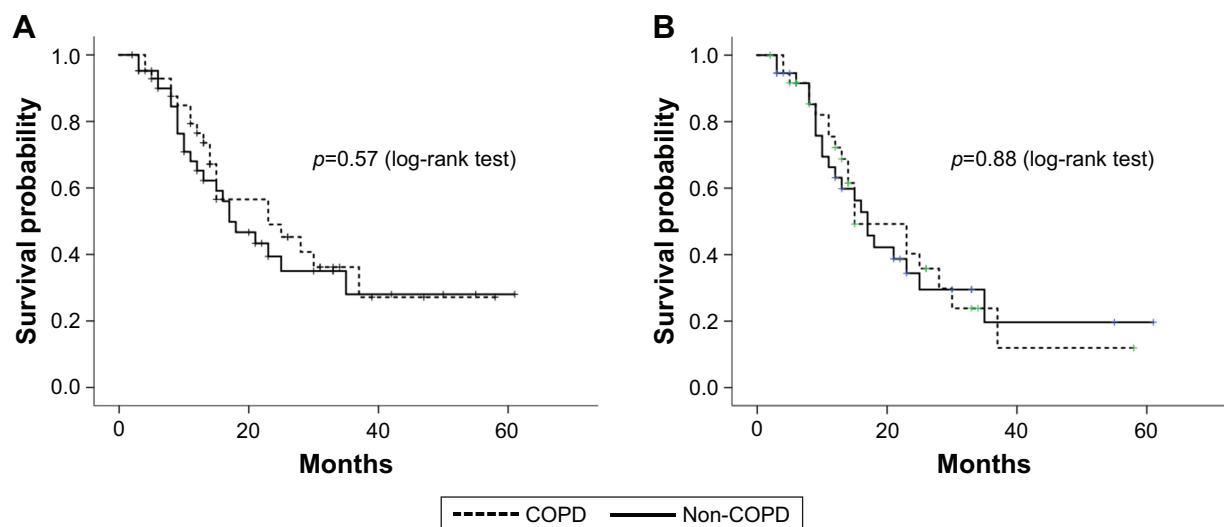 A
Survival probability
1.0
0.8
0.6
0.4
0.2
0.0
p=0.57 (log-rank test)
0 20 40 60
Months
B
Survival probability
1.0
0.8
0.6
0.4
0.2
0.0
p=0.88 (log-rank test)
0 20 40 60
Months
COPD Non-COPD